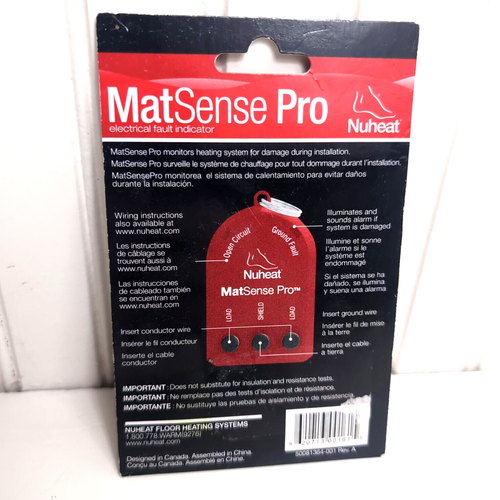 MatSense Pro
electrical fault indicator
Nuheat
MatSense Pro monitors heating system for damage during installation.
MatSense Pro surveille le système de chauffage pour tout dommage durant l'installation.
MatSensePro monitorea el sistema de calentamiento para evitar daños
durante la instalación.
Wiring instructions
also available at
www.nuheat.com
Les instructions
de câblage se
trouvent aussi à
www.nuheat.com
Las instrucciones
de cableado también
se encuentran en
www.nuheat.com
Insert conductor wire
Insérer le fil conducteur
Inserte el cable
conductor
Open Circuit
Ground Fault
Nuheat
MatSense Pro™
LOAD
SHIELD
LOAD
Illuminates and
sounds alarm if
system is damaged
Illumine et sonne
l'alarme si le
système est
endommagé
Si el sistema se ha
dañado, se ilumina
y suena una alarma
Insert ground wire
Insérer le fil de mise
à la terre
Inserte el cable
a tierra
IMPORTANT : Does not substitute for insulation and resistance tests.
IMPORTANT : Ne remplace pas des tests d'isolation et de résistance.
IMPORTANTE : No sustituye las pruebas de aislamiento y de resistencia.
NUHEAT FLOOR HEATING SYSTEMS
1.800.778.WARM(9276)
www.nuheat.com
Designed in Canada. Assembled in China.
Conçu au Canada. Assemblé en Chine.
50081364-001 Rev. A